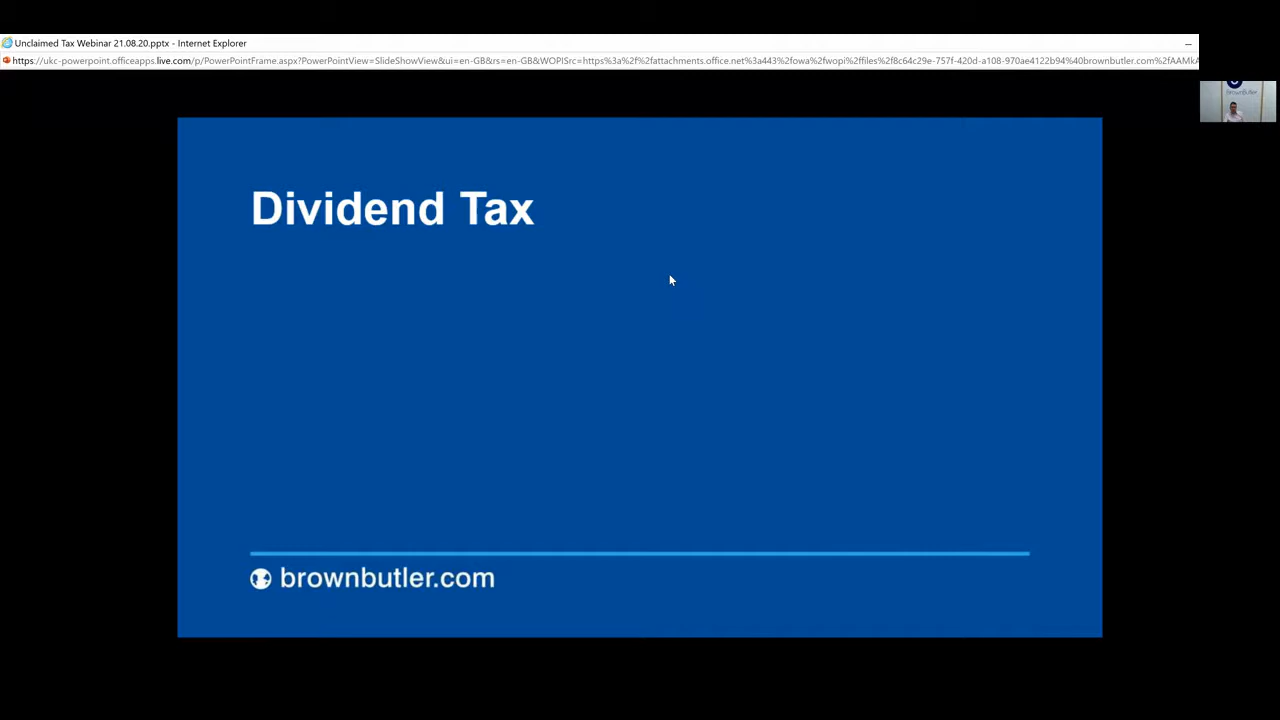 Unclaimed Tax Webinar 21.08.20.pptx - Internet Explorer
https://ukc-powerpoint.officeapps.live.com/p/PowerPointFrame.aspx?PowerPointView=SlideShowView&ui=en-GB&rs=en-GB&WOPISrc=https%3a%2f%2fattachments.office.net%3a443%2fowa%2fwopi%2ffiles%2f8c64c29e-757f-420d-a108-970ae4122b94%40brownbutler.com%2fAAMkA
BrownButler
Dividend Tax
brownbutler.com